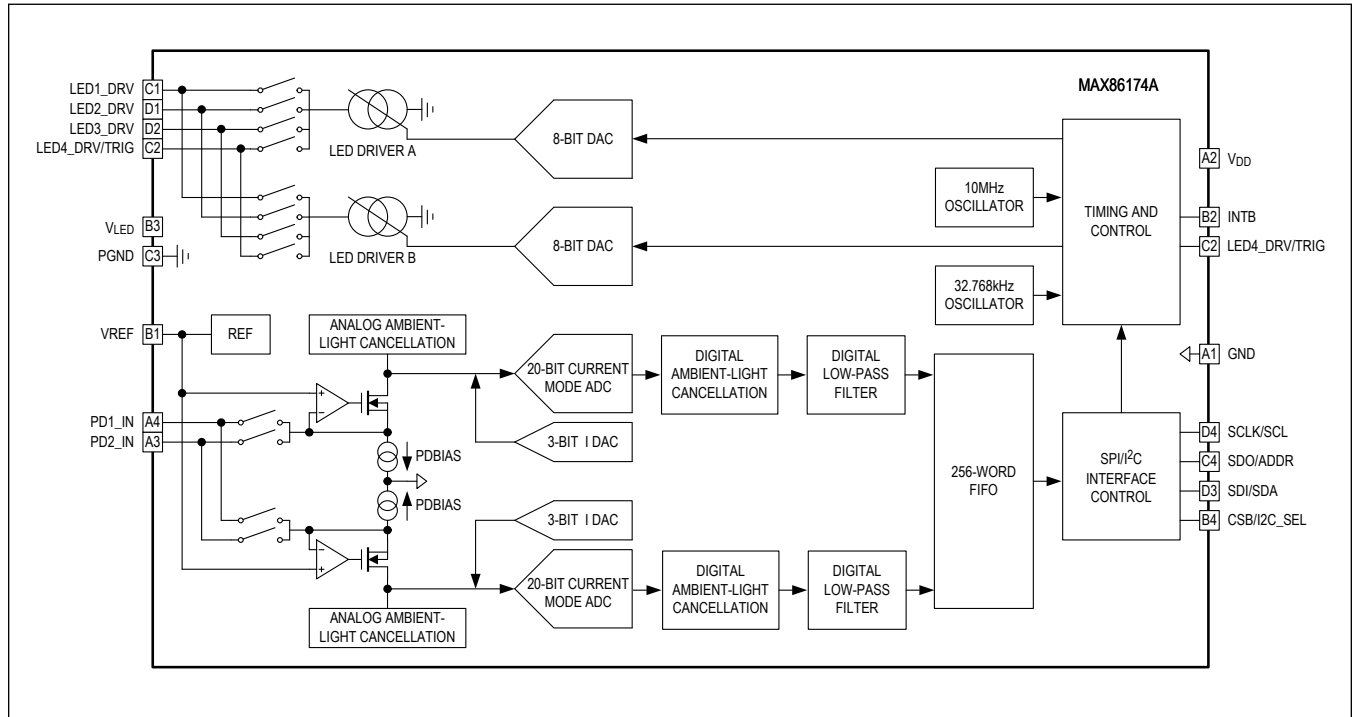 MAX86174A
LED1_DRV C1
LED2_DRV D1
LED3_DRV D2
LED4_DRV/TRIG C2
VLED B3
PGND C3
VREF B1
REF
PD1_IN A4
PD2_IN A3
LED DRIVER A
LED DRIVER B
8-BIT DAC
8-BIT DAC
10MHz
OSCILLATOR
32.768kHz
OSCILLATOR
TIMING AND
CONTROL
A2 VDD
B2 INTB
C2 LED4_DRV/TRIG
A1 GND
ANALOG AMBIENT-
LIGHT CANCELLATION
+
−
PDBIAS
PDBIAS
−
+
ANALOG AMBIENT-
LIGHT CANCELLATION
20-BIT CURRENT
MODE ADC
3-BIT I DAC
3-BIT I DAC
20-BIT CURRENT
MODE ADC
DIGITAL
AMBIENT-LIGHT
CANCELLATION
DIGITAL
LOW-PASS
FILTER
DIGITAL
AMBIENT-LIGHT
CANCELLATION
DIGITAL
LOW-PASS
FILTER
256-WORD
FIFO
SPI/I²C
INTERFACE
CONTROL
D4 SCLK/SCL
C4 SDO/ADDR
D3 SDI/SDA
B4 CSB/I2C_SEL